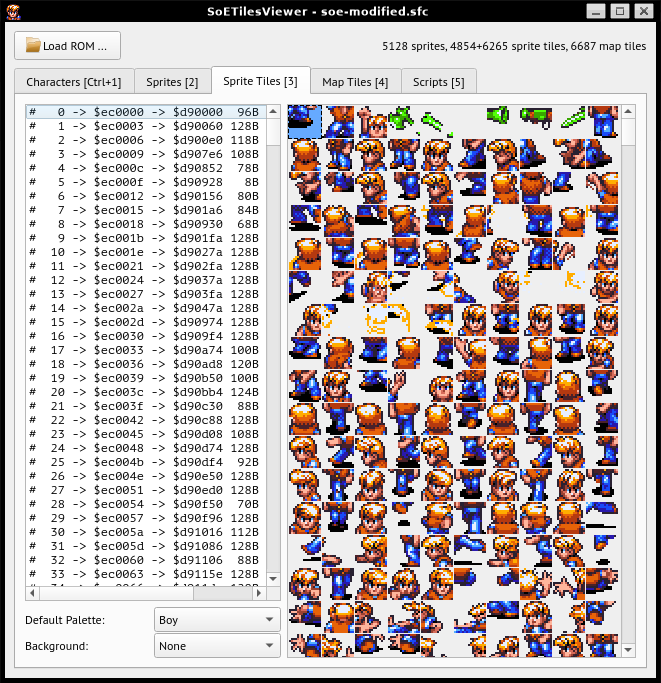 SoETilesViewer - soe-modified.sfc
Load ROM ...
5128 sprites, 4854+6265 sprite tiles, 6687 map tiles
Characters [Ctrl+1] Sprites [2] Sprite Tiles [3] Map Tiles [4] Scripts [5]
# 0 -> $ec0000 -> $d90000 96B
# 1 -> $ec0003 -> $d90060 128B
# 2 -> $ec0006 -> $d900e0 118B
# 3 -> $ec0009 -> $d907e6 108B
# 4 -> $ec000c -> $d90852 78B
# 5 -> $ec000f -> $d90928 8B
# 6 -> $ec0012 -> $d90156 80B
# 7 -> $ec0015 -> $d901a6 84B
# 8 -> $ec0018 -> $d90930 68B
# 9 -> $ec001b -> $d901fa 128B
# 10 -> $ec001e -> $d9027a 128B
# 11 -> $ec0021 -> $d902fa 128B
# 12 -> $ec0024 -> $d9037a 128B
# 13 -> $ec0027 -> $d903fa 128B
# 14 -> $ec002a -> $d9047a 128B
# 15 -> $ec002d -> $d90974 128B
# 16 -> $ec0030 -> $d909f4 128B
# 17 -> $ec0033 -> $d90a74 100B
# 18 -> $ec0036 -> $d90ad8 120B
# 19 -> $ec0039 -> $d90b50 100B
# 20 -> $ec003c -> $d90bb4 124B
# 21 -> $ec003f -> $d90c30 88B
# 22 -> $ec0042 -> $d90c88 128B
# 23 -> $ec0045 -> $d90d08 108B
# 24 -> $ec0048 -> $d90d74 128B
# 25 -> $ec004b -> $d90df4 92B
# 26 -> $ec004e -> $d90e50 128B
# 27 -> $ec0051 -> $d90ed0 128B
# 28 -> $ec0054 -> $d90f50 70B
# 29 -> $ec0057 -> $d90f96 128B
# 30 -> $ec005a -> $d91016 112B
# 31 -> $ec005d -> $d91086 128B
# 32 -> $ec0060 -> $d91106 88B
# 33 -> $ec0063 -> $d9115e 128B
Default Palette: Boy
Background: None